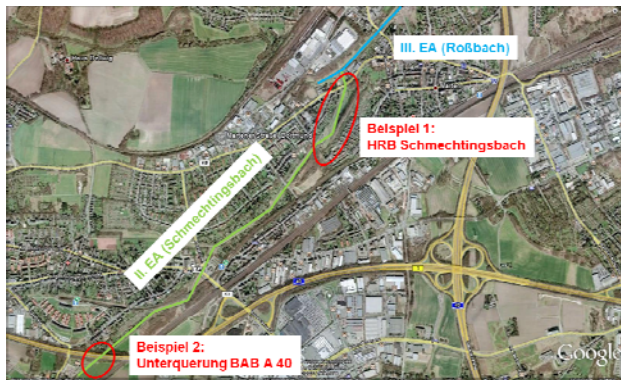 III. EA (Roßbach)
Beispiel 1:
HRB Schmechtingsbach
II. EA (Schmechtingsbach)
Beispiel 2:
Unterquerung BAB A 40
Google